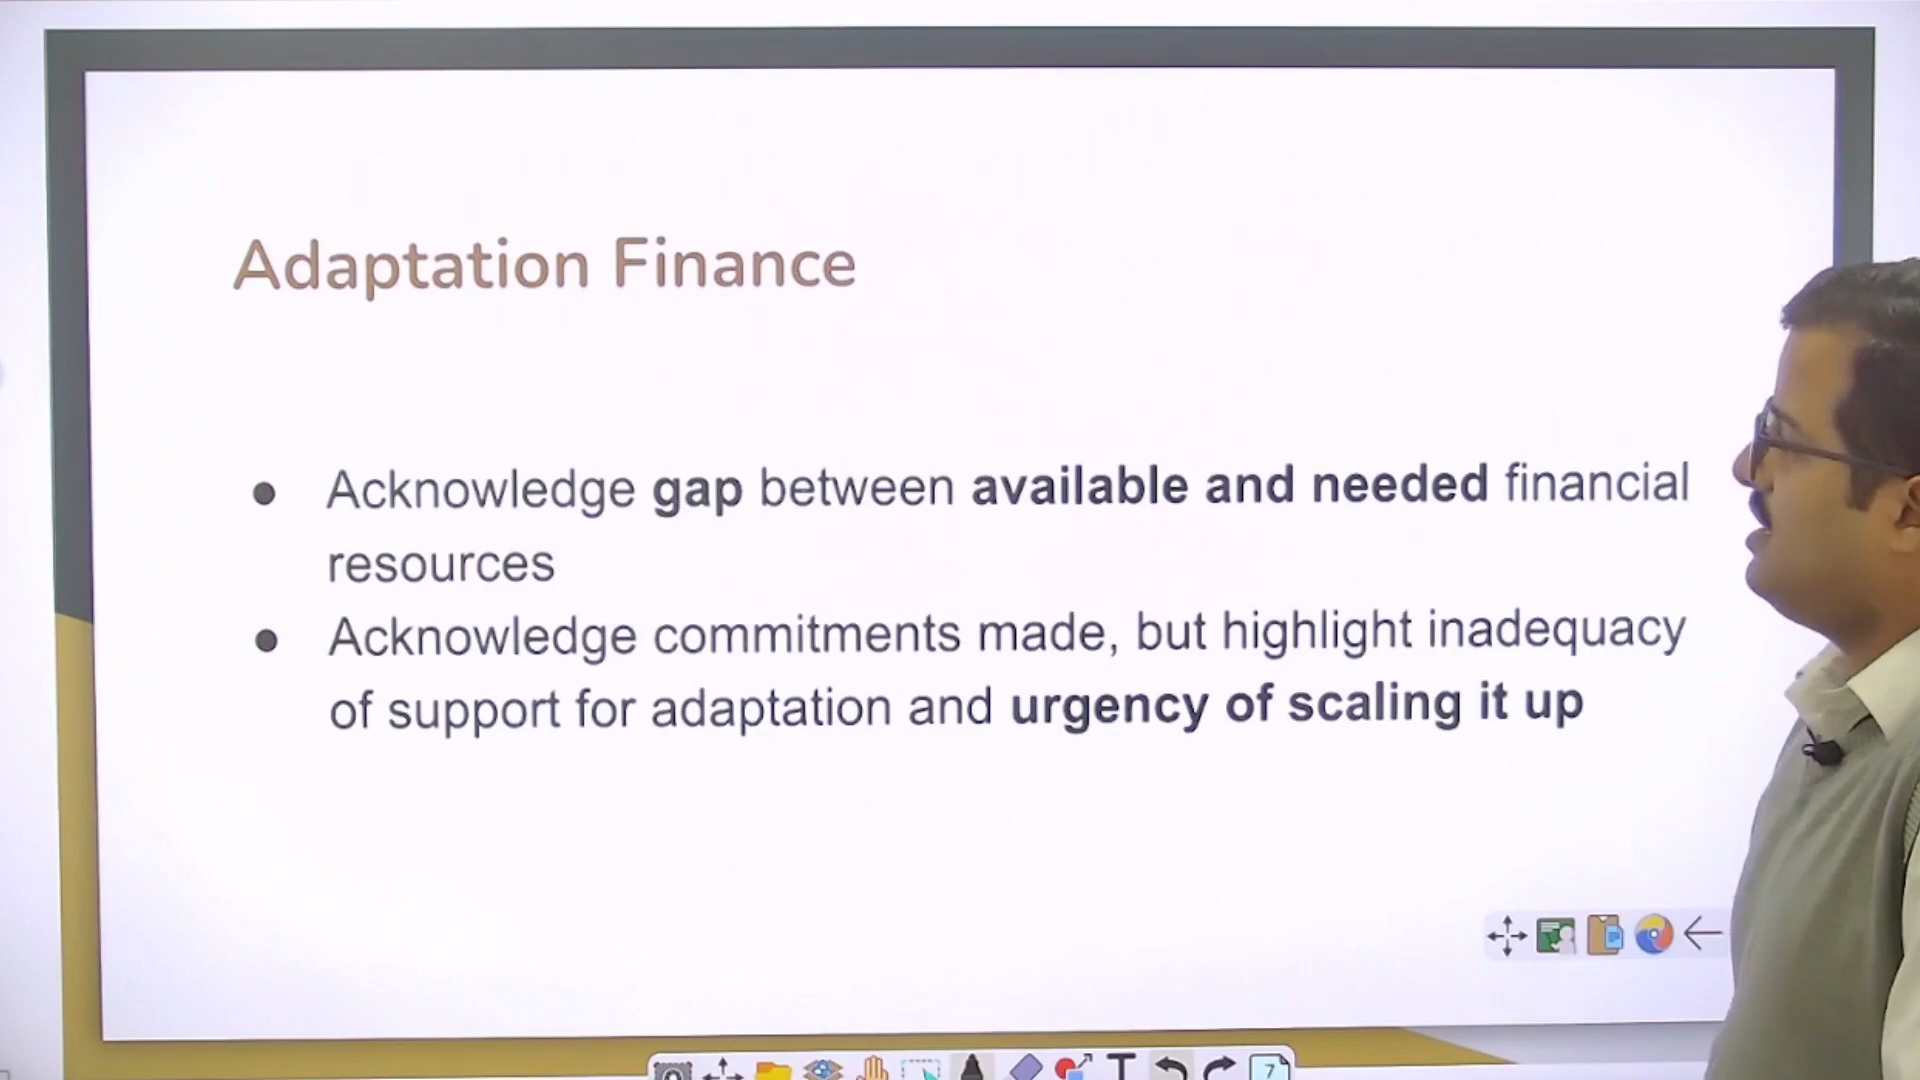 Adaptation Finance
● Acknowledge gap between available and needed financial
resources
● Acknowledge commitments made, but highlight inadequacy
of support for adaptation and urgency of scaling it up
T
7